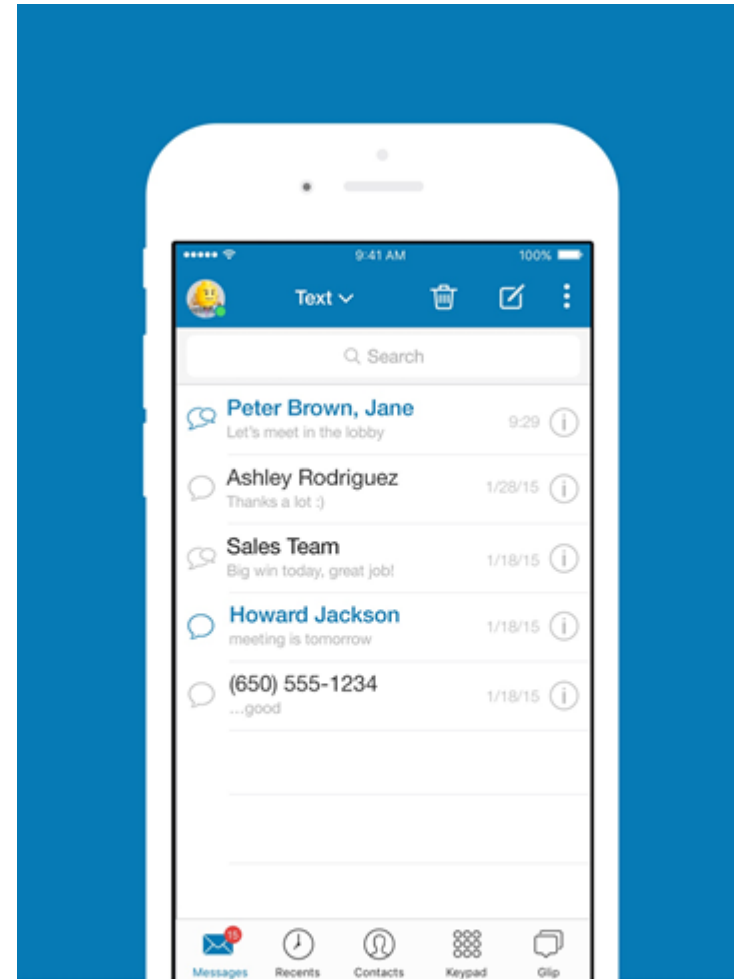 9:41 AM
100%
Text
Search
Peter Brown, Jane
9:29
Let's meet in the lobby
Ashley Rodriguez
1/28/15
Thanks a lot :)
Sales Team
1/18/15
Big win today, great job!
Howard Jackson
1/18/15
meeting is tomorrow
(650) 555-1234
1/18/15
...good
15
Messages
Recents
Contacts
Keypad
Glip